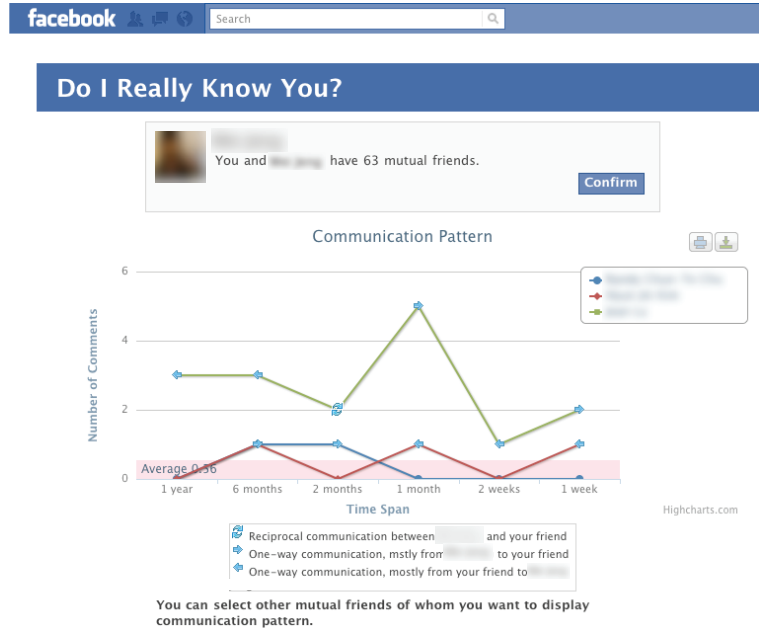 facebook
Search
Do I Really Know You?
You and have 63 mutual friends.
Confirm
Communication Pattern
6
4
2
0
Number of Comments
Average 0.56
1 year 6 months 2 months 1 month 2 weeks 1 week
Time Span
Highcharts.com
Reciprocal communication between and your friend
One-way communication, mstly from to your friend
One-way communication, mostly from your friend to
You can select other mutual friends of whom you want to display
communication pattern.